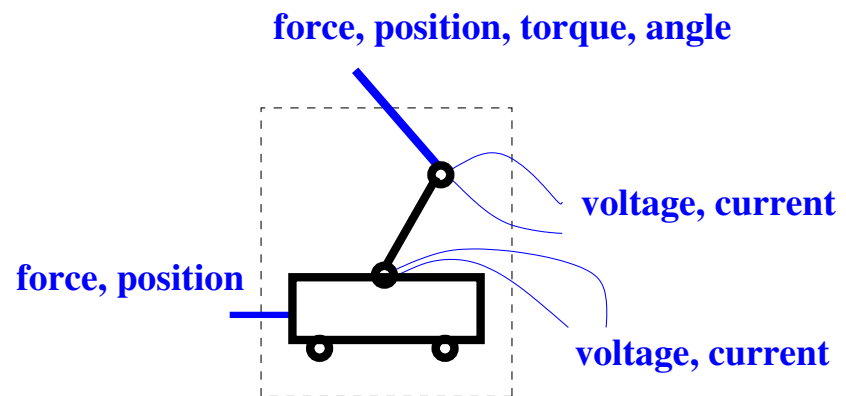 force, position, torque, angle
voltage, current
force, position
voltage, current